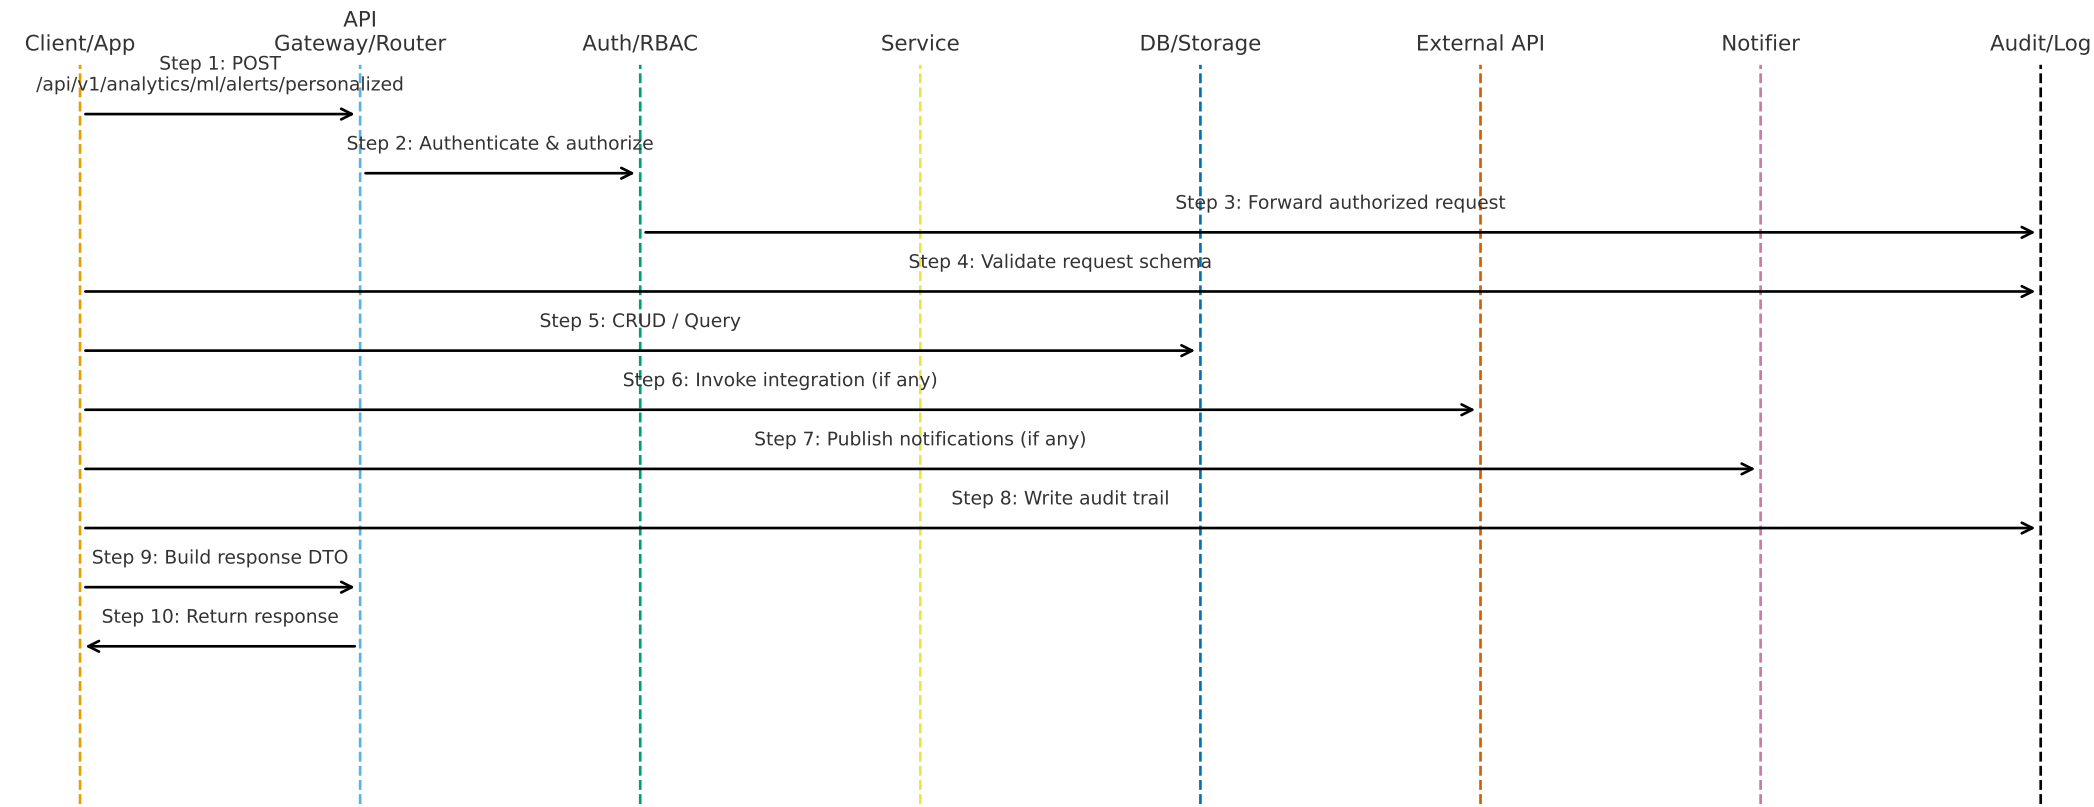 API
Client/App
Gateway/Router
Auth/RBAC
Service
DB/Storage
External API
Notifier
Audit/Log
Step 1: POST
/api/v1/analytics/ml/alerts/personalized
Step 2: Authenticate & authorize
Step 3: Forward authorized request
Step 4: Validate request schema
Step 5: CRUD / Query
Step 6: Invoke integration (if any)
Step 7: Publish notifications (if any)
Step 8: Write audit trail
Step 9: Build response DTO
Step 10: Return response